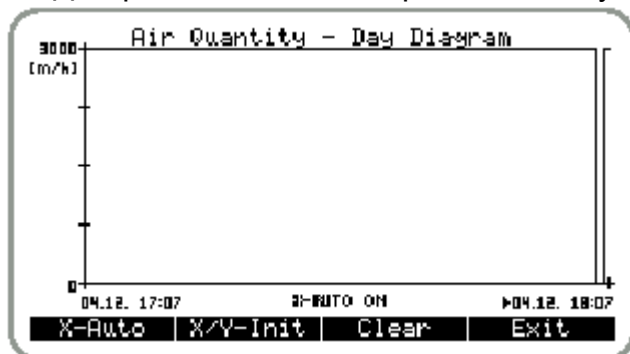 Air Quantity - Day Diagram
3000
[m/h]
0
04.12. 17:07 X-AUTO ON ▶04.12. 18:07
X-Auto X/Y-Init Clear Exit